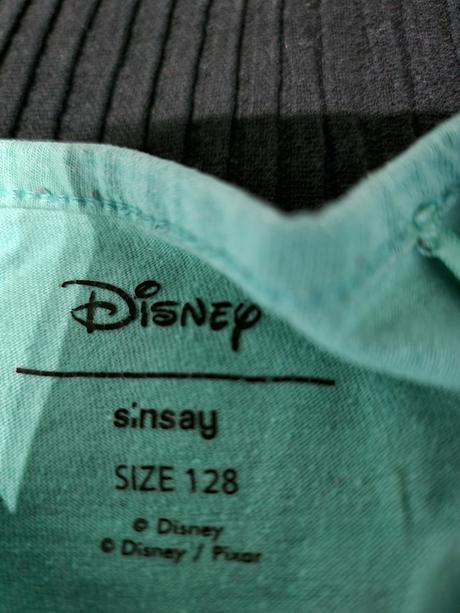 Disney
sinsay
SIZE 128
© Disney
© Disney / Pixar